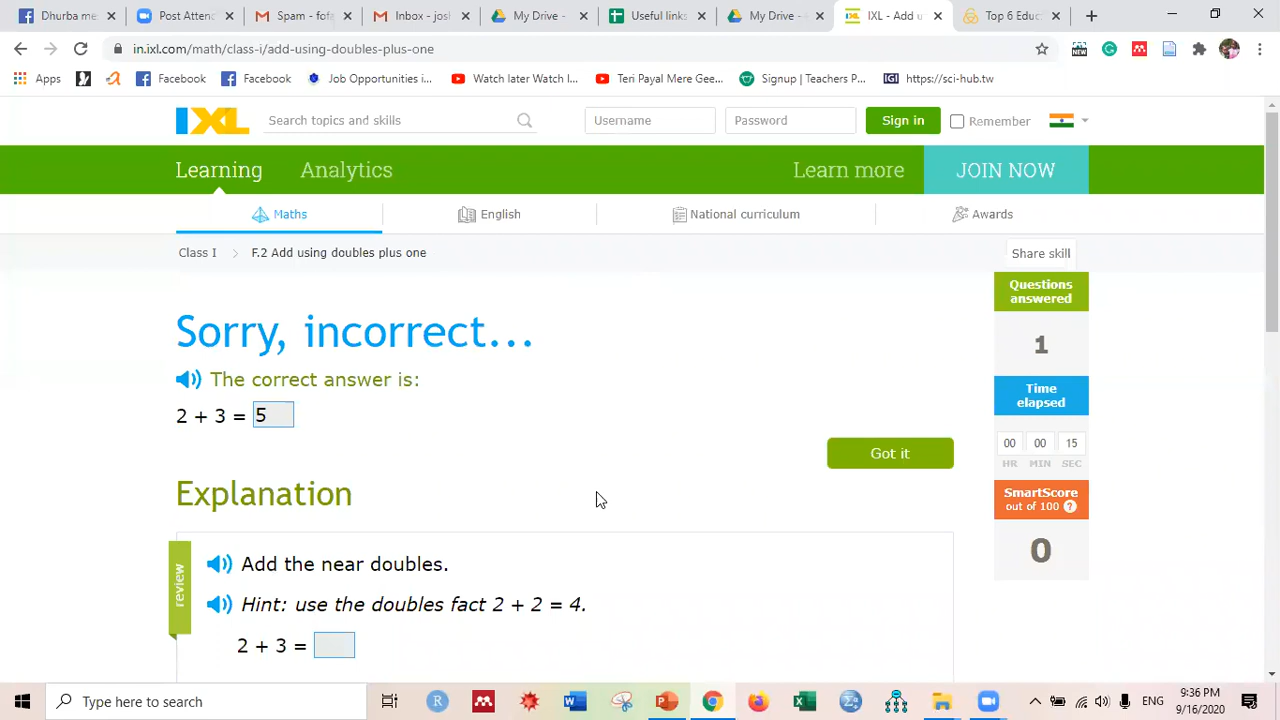 Dhurba me
Post Attend
Spam - fo
Inbox - josl
My Drive -
Useful links
My Drive -
IXL - Add u
Top 6 Educ
in.ixl.com/math/class-i/add-using-doubles-plus-one
Apps
Facebook
Facebook
Job Opportunities i...
Watch later Watch l...
Teri Payal Mere Gee...
Signup | Teachers P...
IGI
https://sci-hub.tw
IXL
Search topics and skills
Username
Password
Sign in
Remember
Learning
Analytics
Learn more
JOIN NOW
Maths
English
National curriculum
Awards
Class I
F.2 Add using doubles plus one
Share skill
Questions
answered
1
Time
elapsed
00 00 15
HR MIN SEC
SmartScore
out of 100 ?
0
Sorry, incorrect...
The correct answer is:
2 + 3 = 5
Got it
Explanation
review
Add the near doubles.
Hint: use the doubles fact 2 + 2 = 4.
2 + 3 =
Type here to search
ENG
9:36 PM
9/16/2020